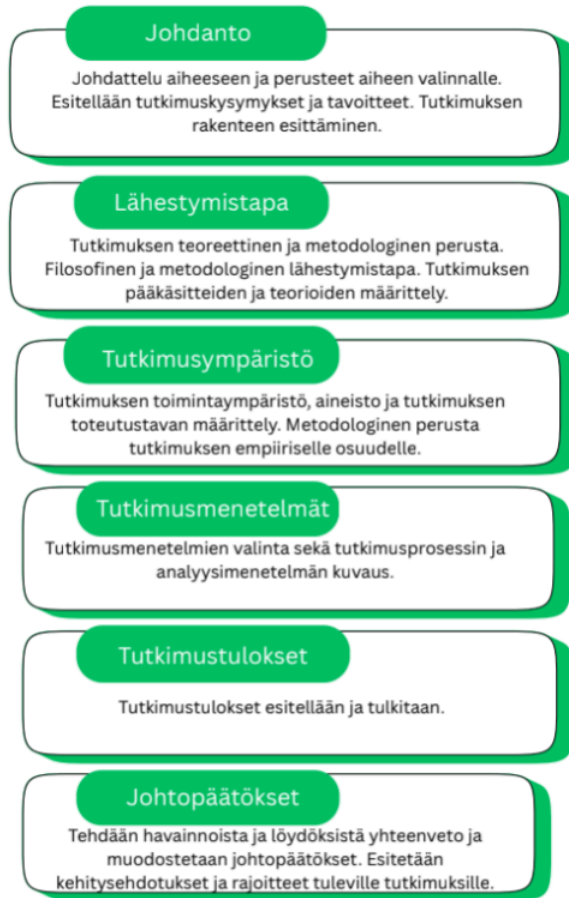 Johdanto
Johdattelu aiheeseen ja perusteet aiheen valinnalle.
Esitellään tutkimuskysymykset ja tavoitteet. Tutkimuksen
rakenteen esittäminen.
Lähestymistapa
Tutkimuksen teoreettinen ja metodologinen perusta.
Filosofinen ja metodologinen lähestymistapa. Tutkimuksen
pääkäsitteiden ja teorioiden määrittely.
Tutkimusympäristö
Tutkimuksen toimintaympäristö, aineisto ja tutkimuksen
toteutustavan määrittely. Metodologinen perusta
tutkimuksen empiiriselle osuudelle.
Tutkimusmenetelmät
Tutkimusmenetelmien valinta sekä tutkimusprosessin ja
analyysimenetelmän kuvaus.
Tutkimustulokset
Tutkimustulokset esitellään ja tulkitaan.
Johtopäätökset
Tehdään havainnoista ja löydöksistä yhteenveto ja
muodostetaan johtopäätökset. Esitetään
kehitysehdotukset ja rajoitteet tuleville tutkimuksille.